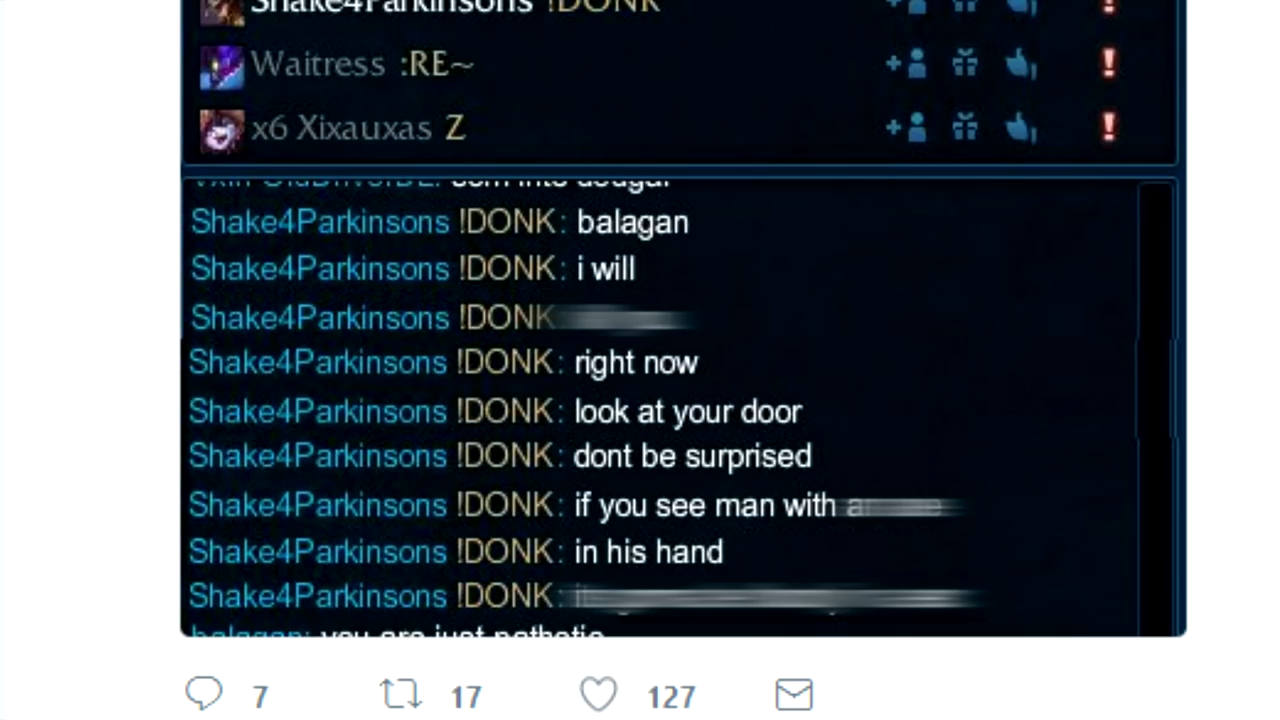 Shake4Parkinsons !DONK
Waitress :RE~
x6 Xixauxas Z
Shake4Parkinsons !DONK: balagan
Shake4Parkinsons !DONK: i will
Shake4Parkinsons !DONK
Shake4Parkinsons !DONK: right now
Shake4Parkinsons !DONK: look at your door
Shake4Parkinsons !DONK: dont be surprised
Shake4Parkinsons !DONK: if you see man with
Shake4Parkinsons !DONK: in his hand
Shake4Parkinsons !DONK:
balagan: you are just pathetic
7 17 127